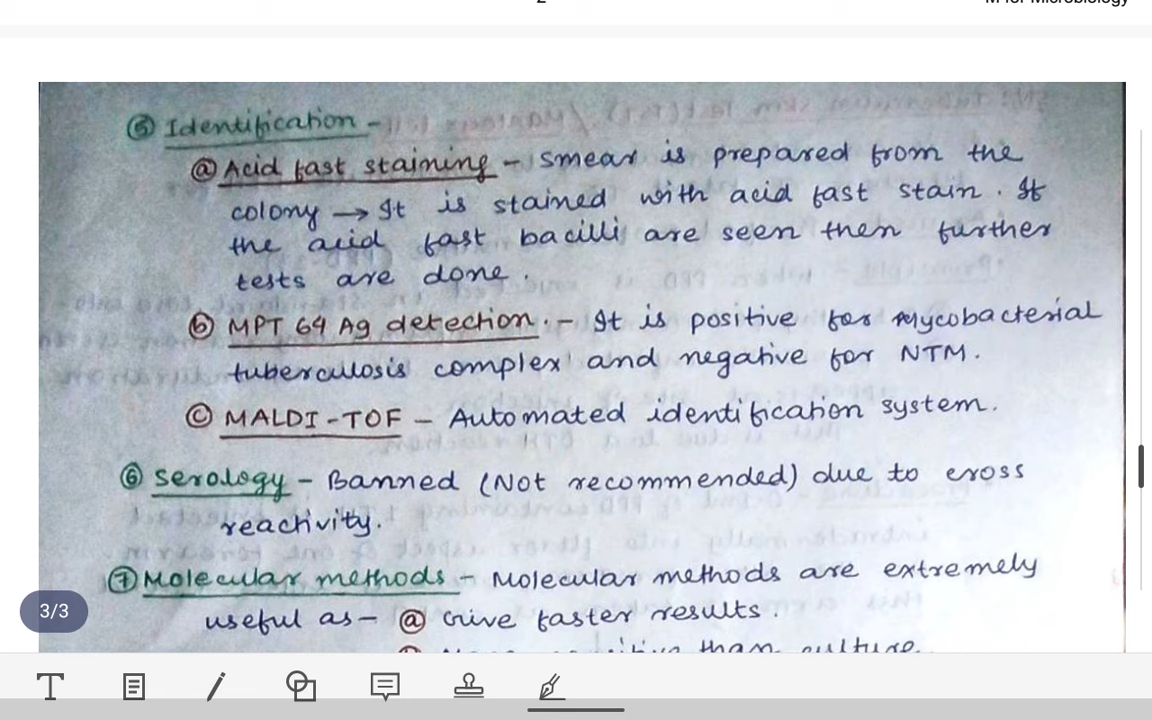 ⑤ Identification -
ⓐ Acid fast staining - smear is prepared from the
colony → It is stained with acid fast stain. If
the acid fast bacilli are seen then further
tests are done.
ⓑ MPT 64 Ag detection. - It is positive for Mycobacterial
tuberculosis complex and negative for NTM.
ⓒ MALDI-TOF - Automated identification system.
⑥ Serology - Banned (Not recommended) due to cross
reactivity.
⑦ Molecular methods - Molecular methods are extremely
3/3
useful as - ⓐ Give faster results.
than culture.
T